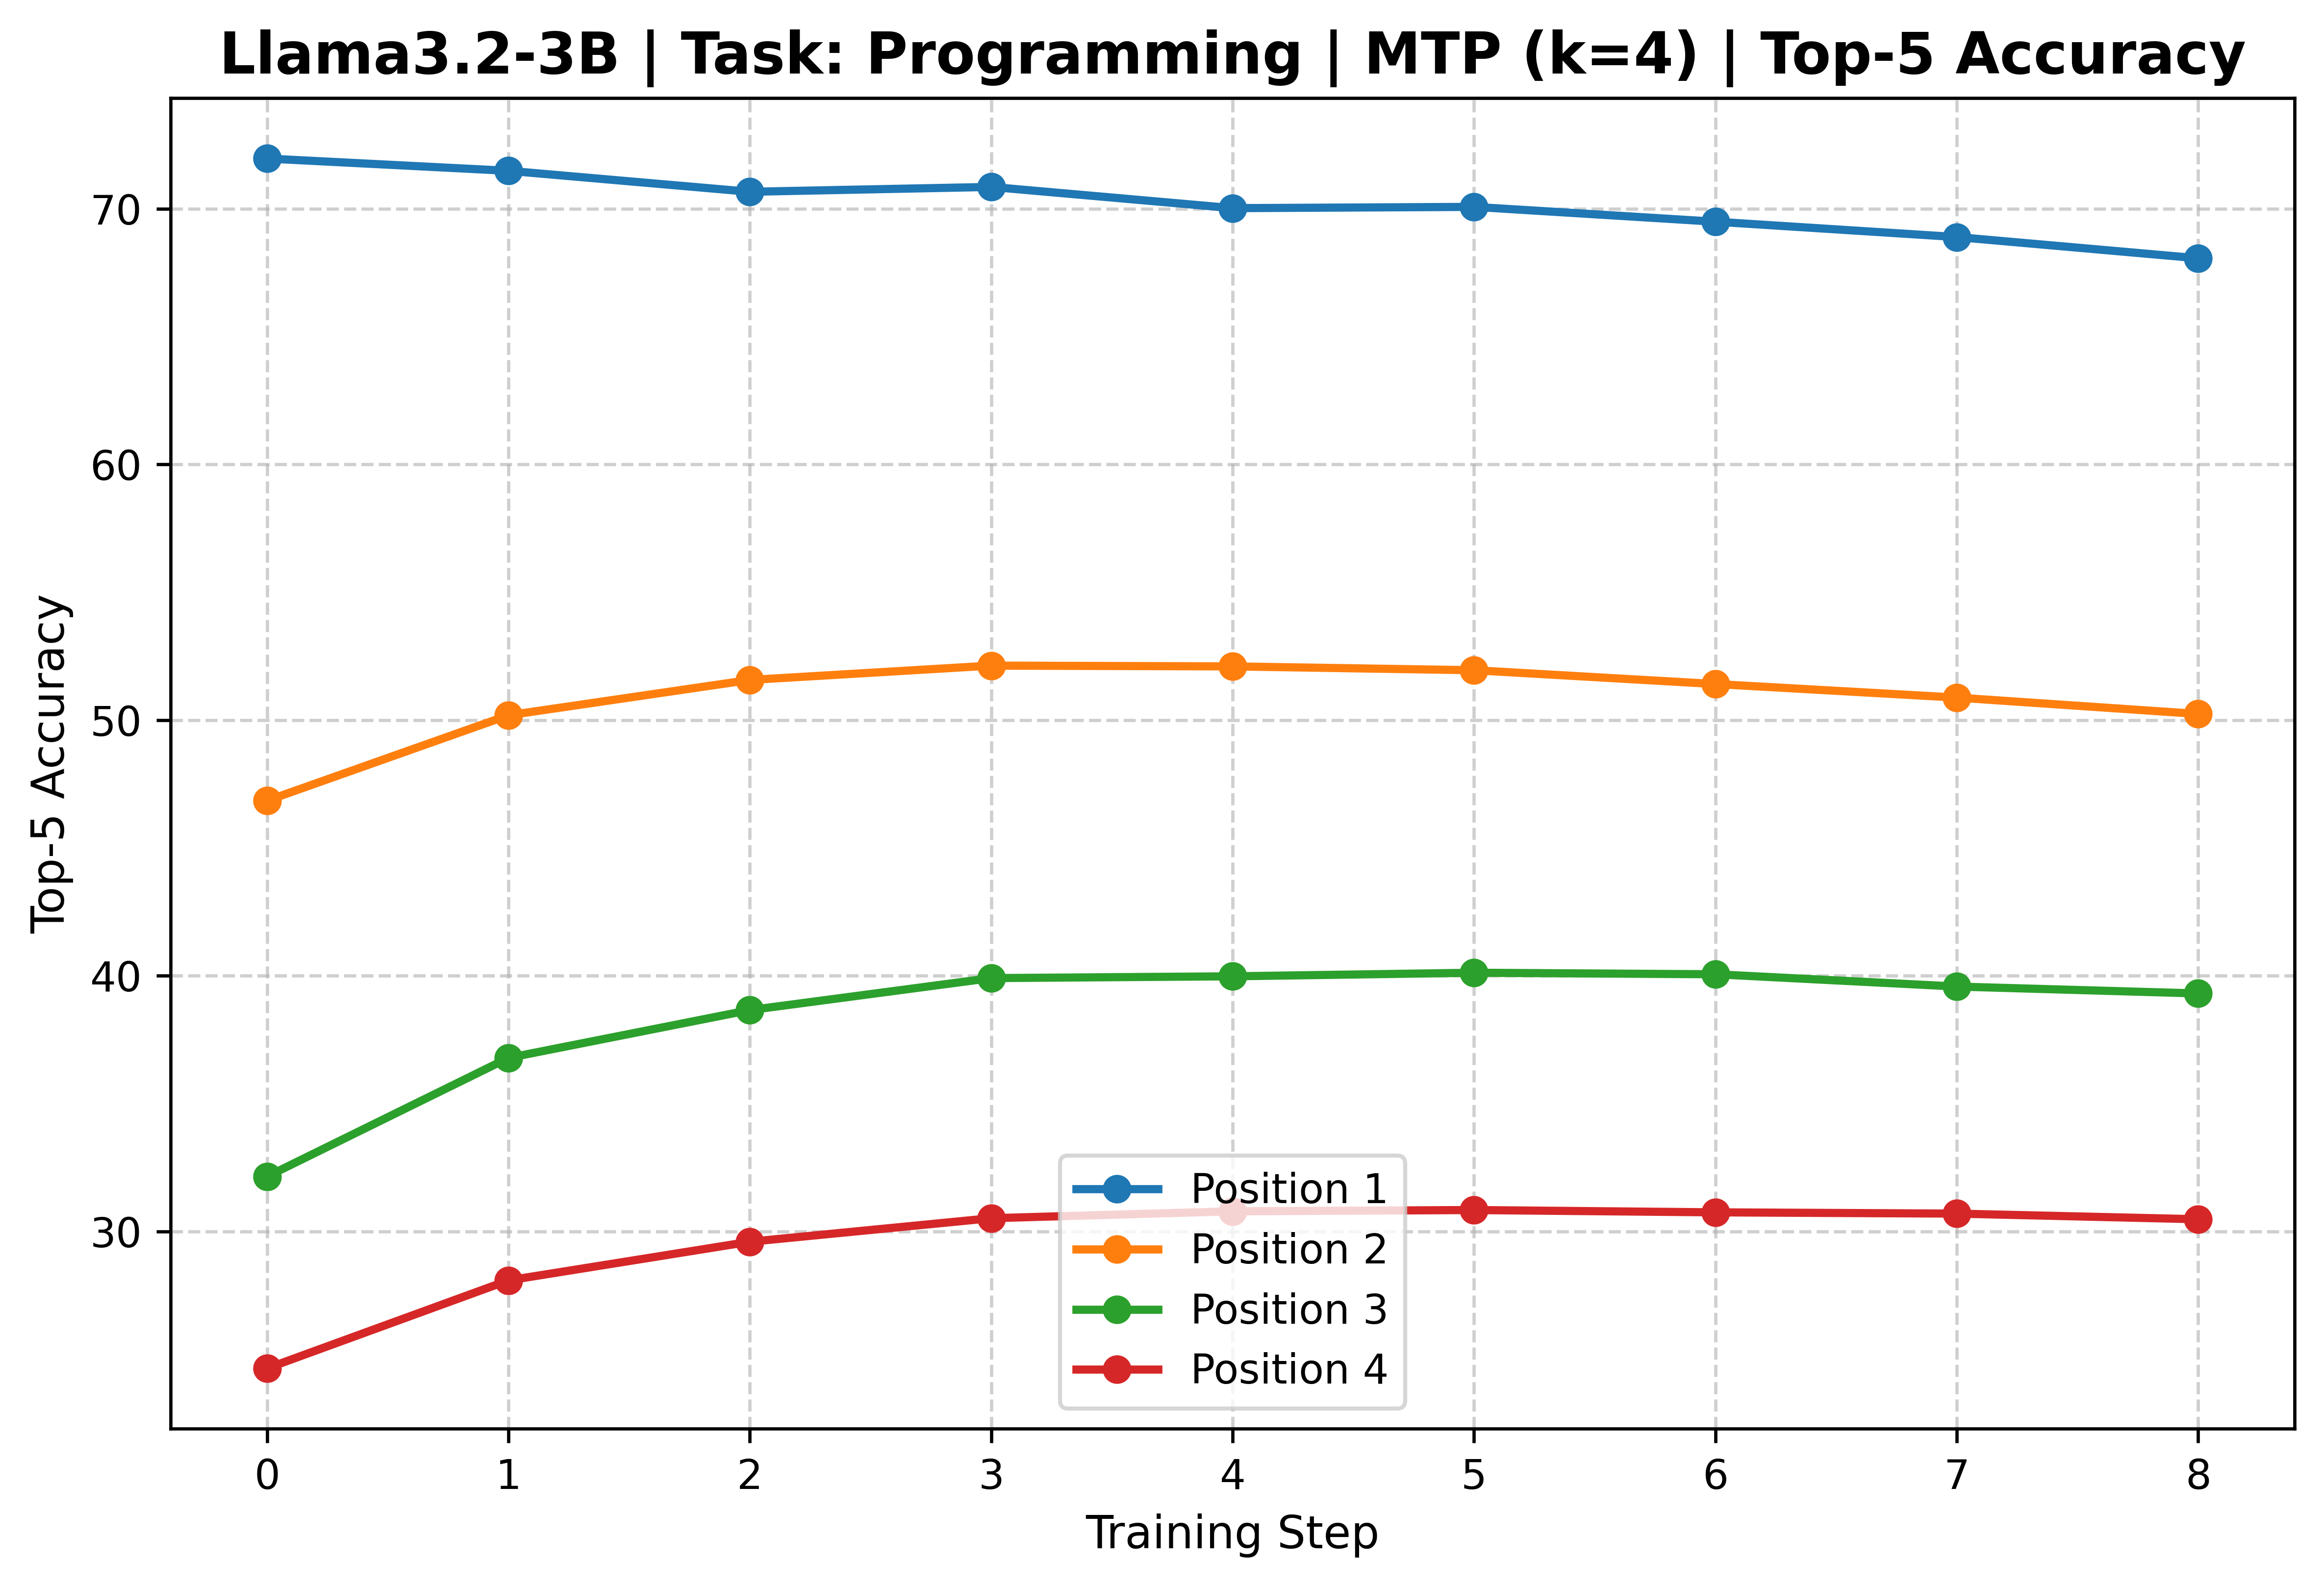 Llama3.2-3B | Task: Programming | MTP (k=4) | Top-5 Accuracy
Top-5 Accuracy
70
60
50
40
30
Position 1
Position 2
Position 3
Position 4
0 1 2 3 4 5 6 7 8
Training Step